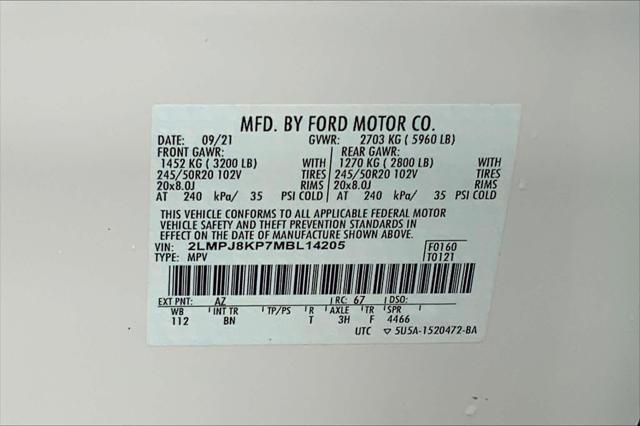 MFD. BY FORD MOTOR CO.
DATE: 09/21 GVWR: 2703 KG ( 5960 LB)
FRONT GAWR: REAR GAWR:
1452 KG ( 3200 LB) WITH 1270 KG ( 2800 LB) WITH
245/50R20 102V TIRES 245/50R20 102V TIRES
20x8.0J RIMS 20x8.0J RIMS
AT 240 kPa/ 35 PSI COLD AT 240 kPa/ 35 PSI COLD
THIS VEHICLE CONFORMS TO ALL APPLICABLE FEDERAL MOTOR
VEHICLE SAFETY AND THEFT PREVENTION STANDARDS IN
EFFECT ON THE DATE OF MANUFACTURE SHOWN ABOVE.
VIN: 2LMPJ8KP7MBL14205 F0160
TYPE: MPV T0121
EXT PNT: AZ RC: 67 DSO:
WB INT TR TP/PS R AXLE TR SPR
112 BN T 3H F 4466
UTC ▽ 5U5A-1520472-BA